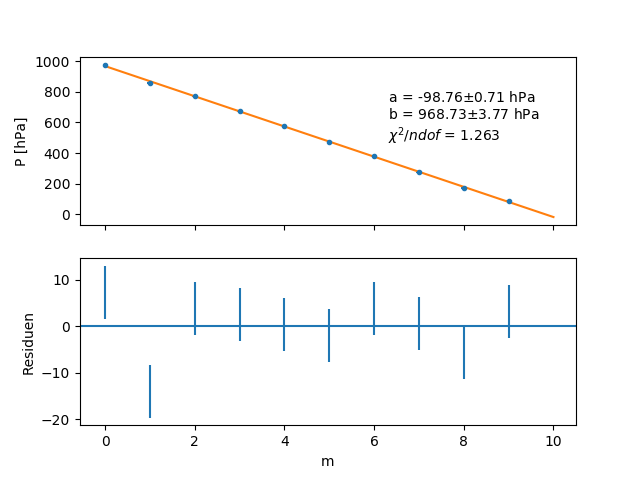 1000
800
600
400
200
0
P [hPa]
a = -98.76±0.71 hPa
b = 968.73±3.77 hPa
χ²/ndof = 1.263
10
0
−10
−20
Residuen
0 2 4 6 8 10
m